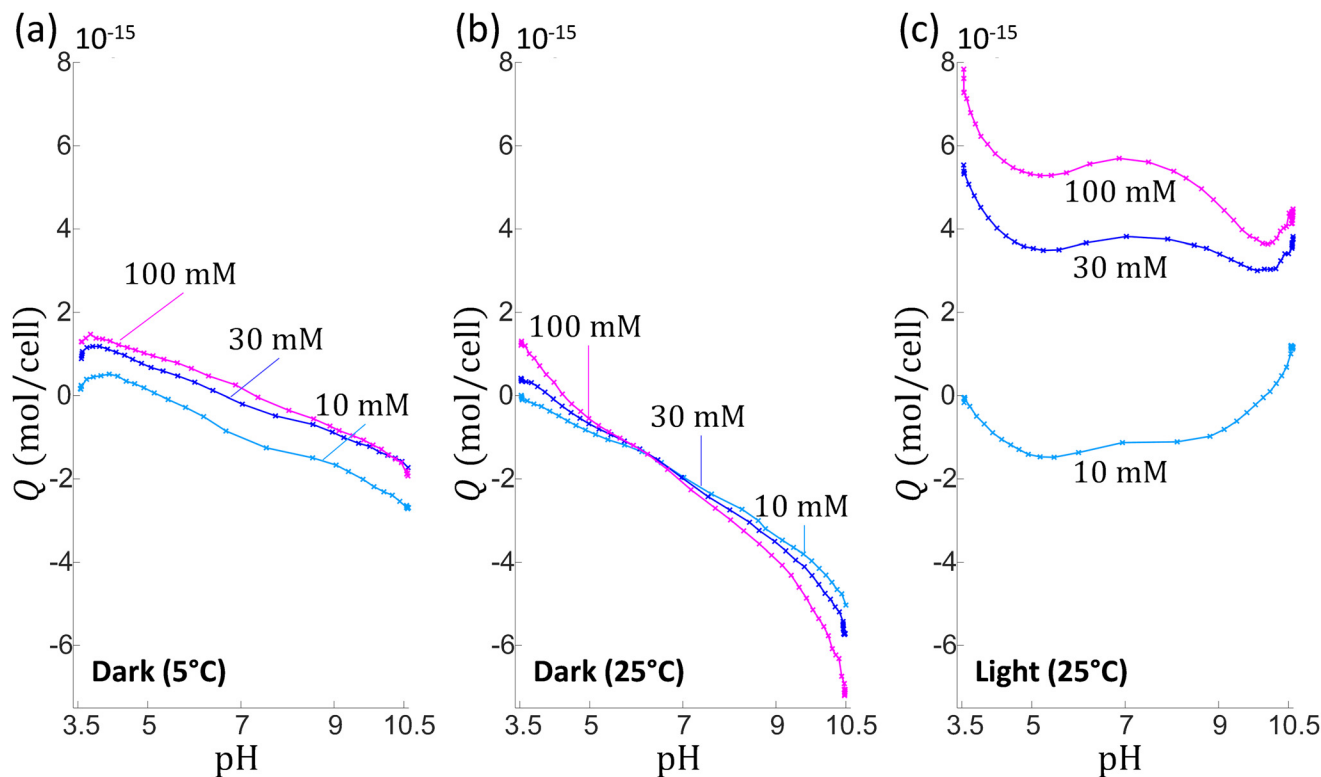 (a)
10-15
8
6
4
2
0
-2
-4
-6
Q (mol/cell)
100 mM
30 mM
10 mM
Dark (5°C)
3.5 5 7 9 10.5
pH
(b)
10-15
8
6
4
2
0
-2
-4
-6
Q (mol/cell)
100 mM
30 mM
10 mM
Dark (25°C)
3.5 5 7 9 10.5
pH
(c)
10-15
8
6
4
2
0
-2
-4
-6
Q (mol/cell)
100 mM
30 mM
10 mM
Light (25°C)
3.5 5 7 9 10.5
pH